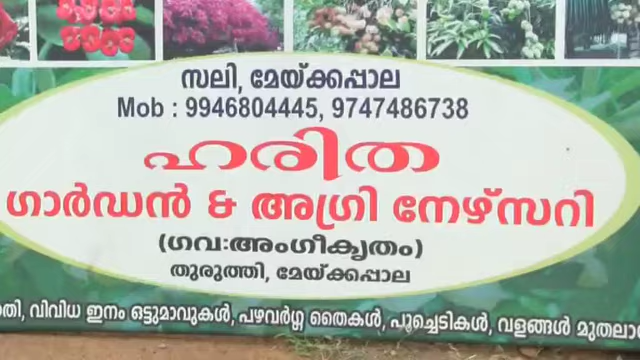 സലി, മേയ്ക്കപ്പാല
Mob : 9946804445, 9747486738
ഹരിത
ഗാർഡൻ & അഗ്രി നേഴ്സറി
(ഗവ:അംഗീകൃതം)
തുരുത്തി, മേയ്ക്കപ്പാല
വിവിധ ഇനം ഒട്ടുമാവുകൾ, പഴവർഗ്ഗ തൈകൾ, പൂച്ചെടികൾ, വളങ്ങൾ